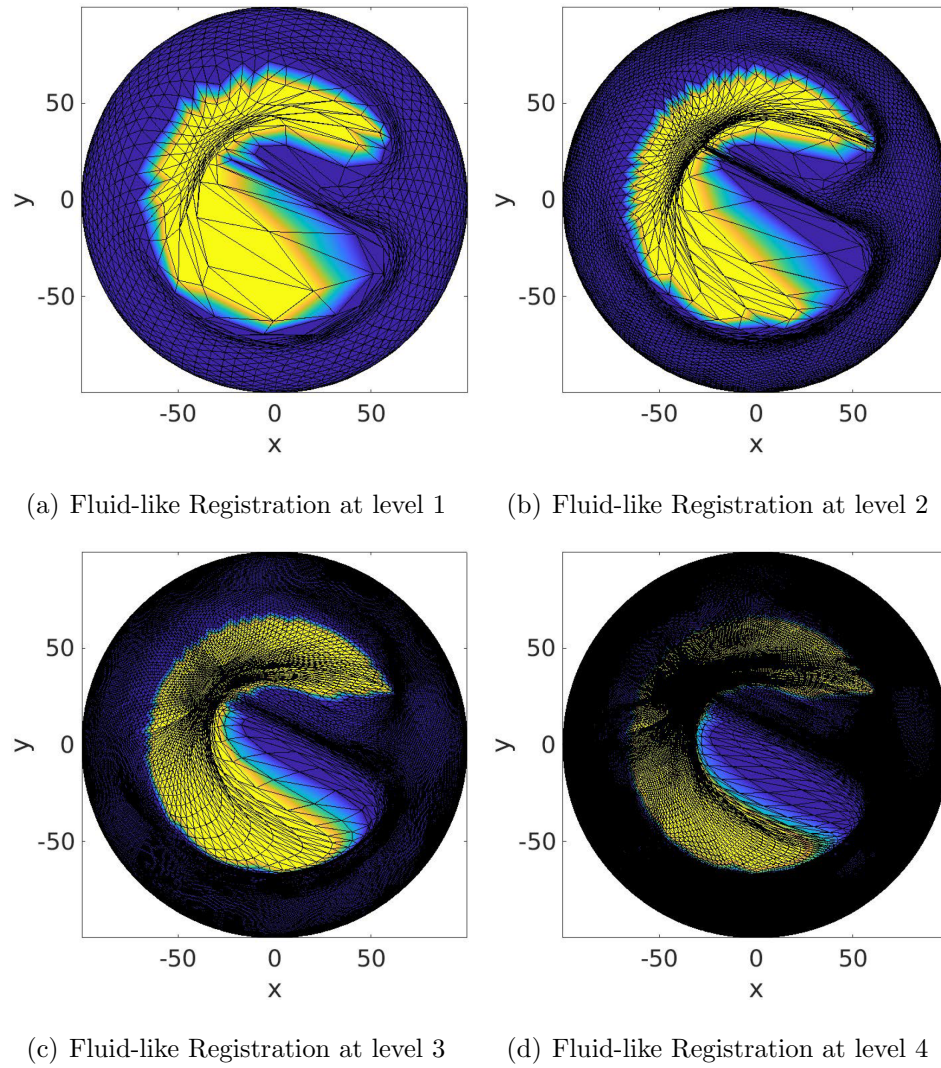 50
0
-50
y
-50 0 50
x
50
0
-50
y
-50 0 50
x
(a) Fluid-like Registration at level 1
(b) Fluid-like Registration at level 2
50
0
-50
y
-50 0 50
x
50
0
-50
y
-50 0 50
x
(c) Fluid-like Registration at level 3
(d) Fluid-like Registration at level 4